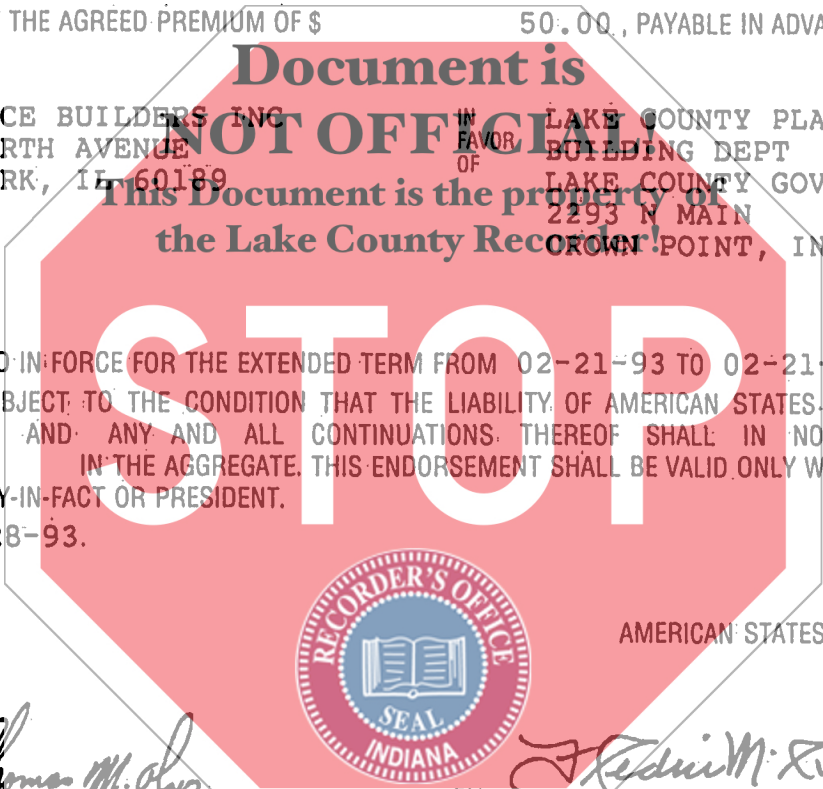 THE AGREED PREMIUM OF $ 50.00, PAYABLE IN ADVA
Document is
NOT OFFICIAL!
This Document is the property of
the Lake County Recorder!
CE BUILDERS INC
RTH AVENUE
RK, IL 60189
IN
FAVOR
OF
LAKE COUNTY PLA
BUILDING DEPT
LAKE COUNTY GOV
2293 N MAIN
CROWN POINT, IN
STOP
D IN FORCE FOR THE EXTENDED TERM FROM 02-21-93 TO 02-21-
BJECT TO THE CONDITION THAT THE LIABILITY OF AMERICAN STATES
AND ANY AND ALL CONTINUATIONS THEREOF SHALL IN NO
IN THE AGGREGATE. THIS ENDORSEMENT SHALL BE VALID ONLY W
Y-IN-FACT OR PRESIDENT.
8-93.
RECORDER'S OFFICE
SEAL
INDIANA
AMERICAN STATES